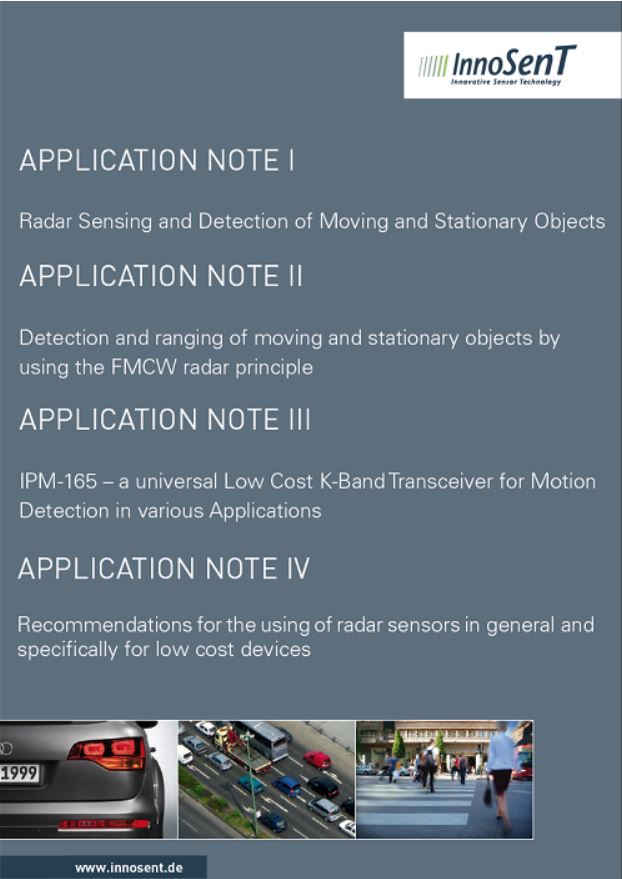 InnoSenT
Innovative Sensor Technology
APPLICATION NOTE I
Radar Sensing and Detection of Moving and Stationary Objects
APPLICATION NOTE II
Detection and ranging of moving and stationary objects by
using the FMCW radar principle
APPLICATION NOTE III
IPM-165 – a universal Low Cost K-Band Transceiver for Motion
Detection in various Applications
APPLICATION NOTE IV
Recommendations for the using of radar sensors in general and
specifically for low cost devices
1999
www.innosent.de